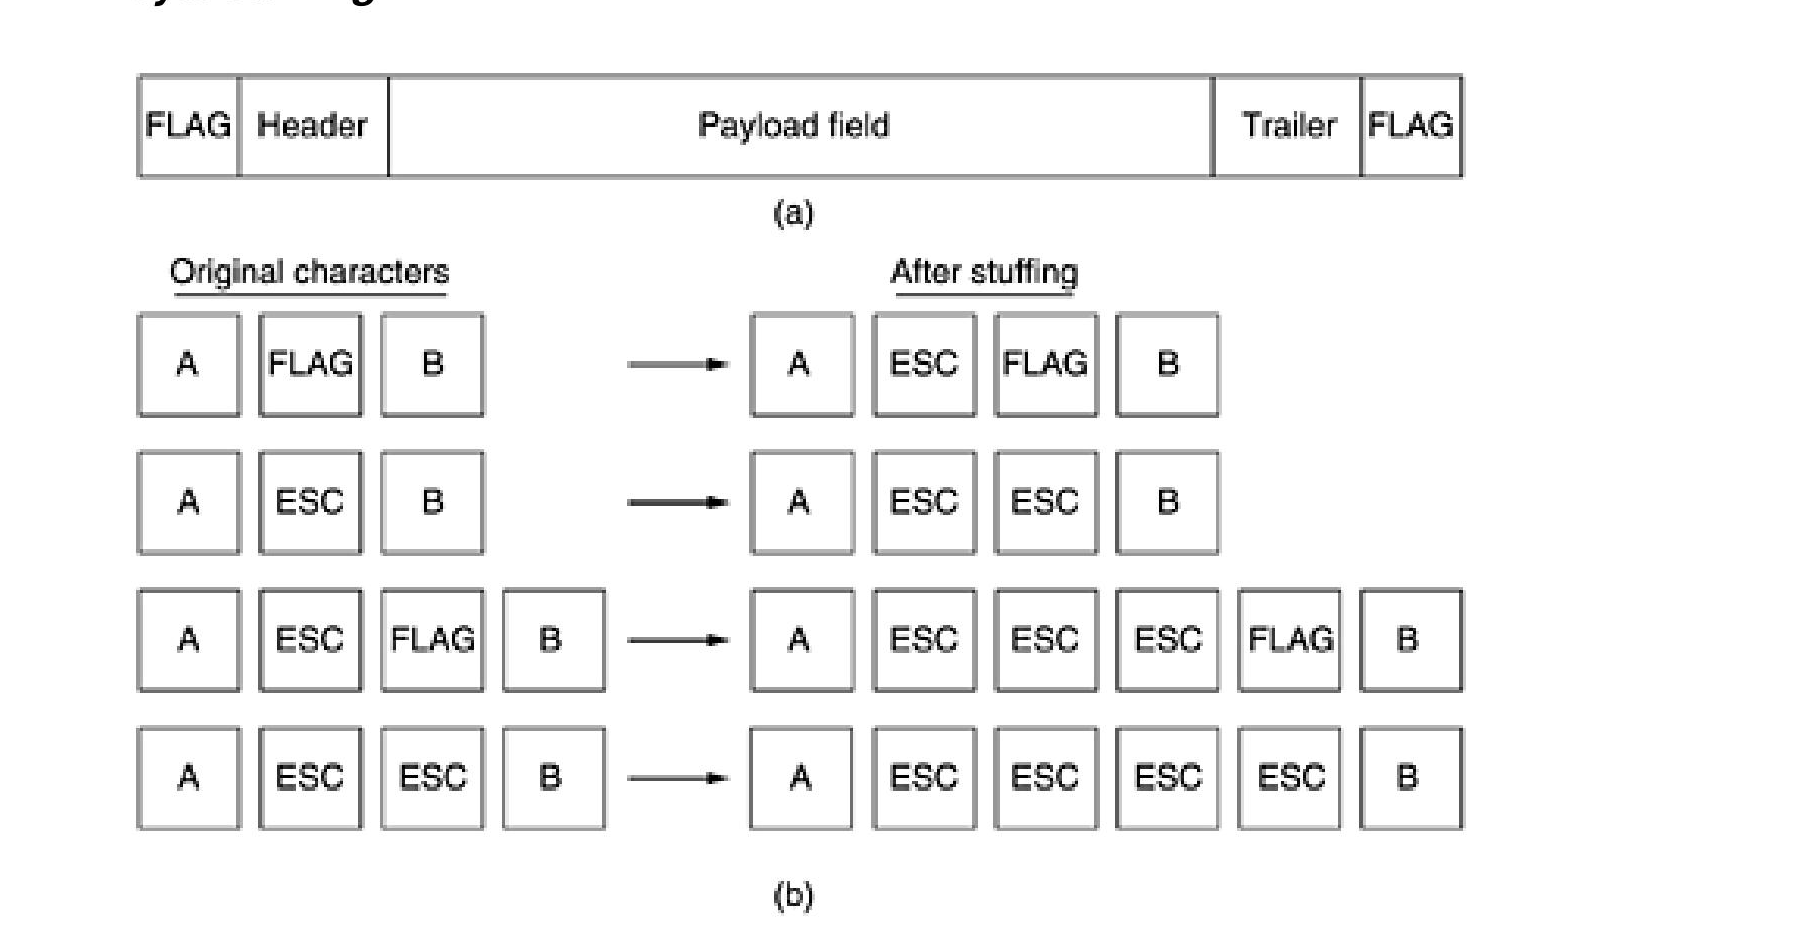 FLAG Header Payload field Trailer FLAG
(a)
Original characters After stuffing
A FLAG B A ESC FLAG B
A ESC B A ESC ESC B
A ESC FLAG B A ESC ESC ESC FLAG B
A ESC ESC B A ESC ESC ESC ESC B
(b)